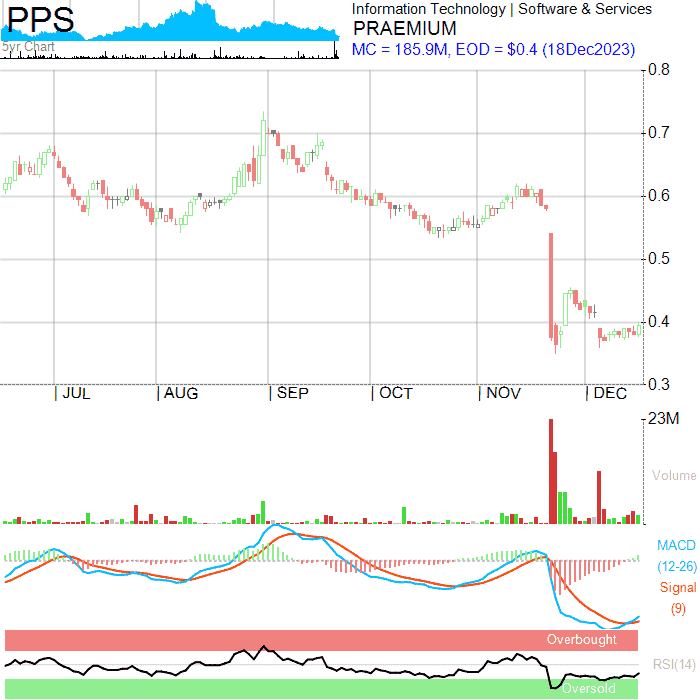 PPS
5yr Chart
Information Technology | Software & Services
PRAEMIUM
MC = 185.9M, EOD = $0.4 (18Dec2023)
0.8
0.7
0.6
0.5
0.4
0.3
| JUL | AUG | SEP | OCT | NOV | DEC
23M
Volume
MACD
(12-26)
Signal
(9)
Overbought
RSI(14)
Oversold